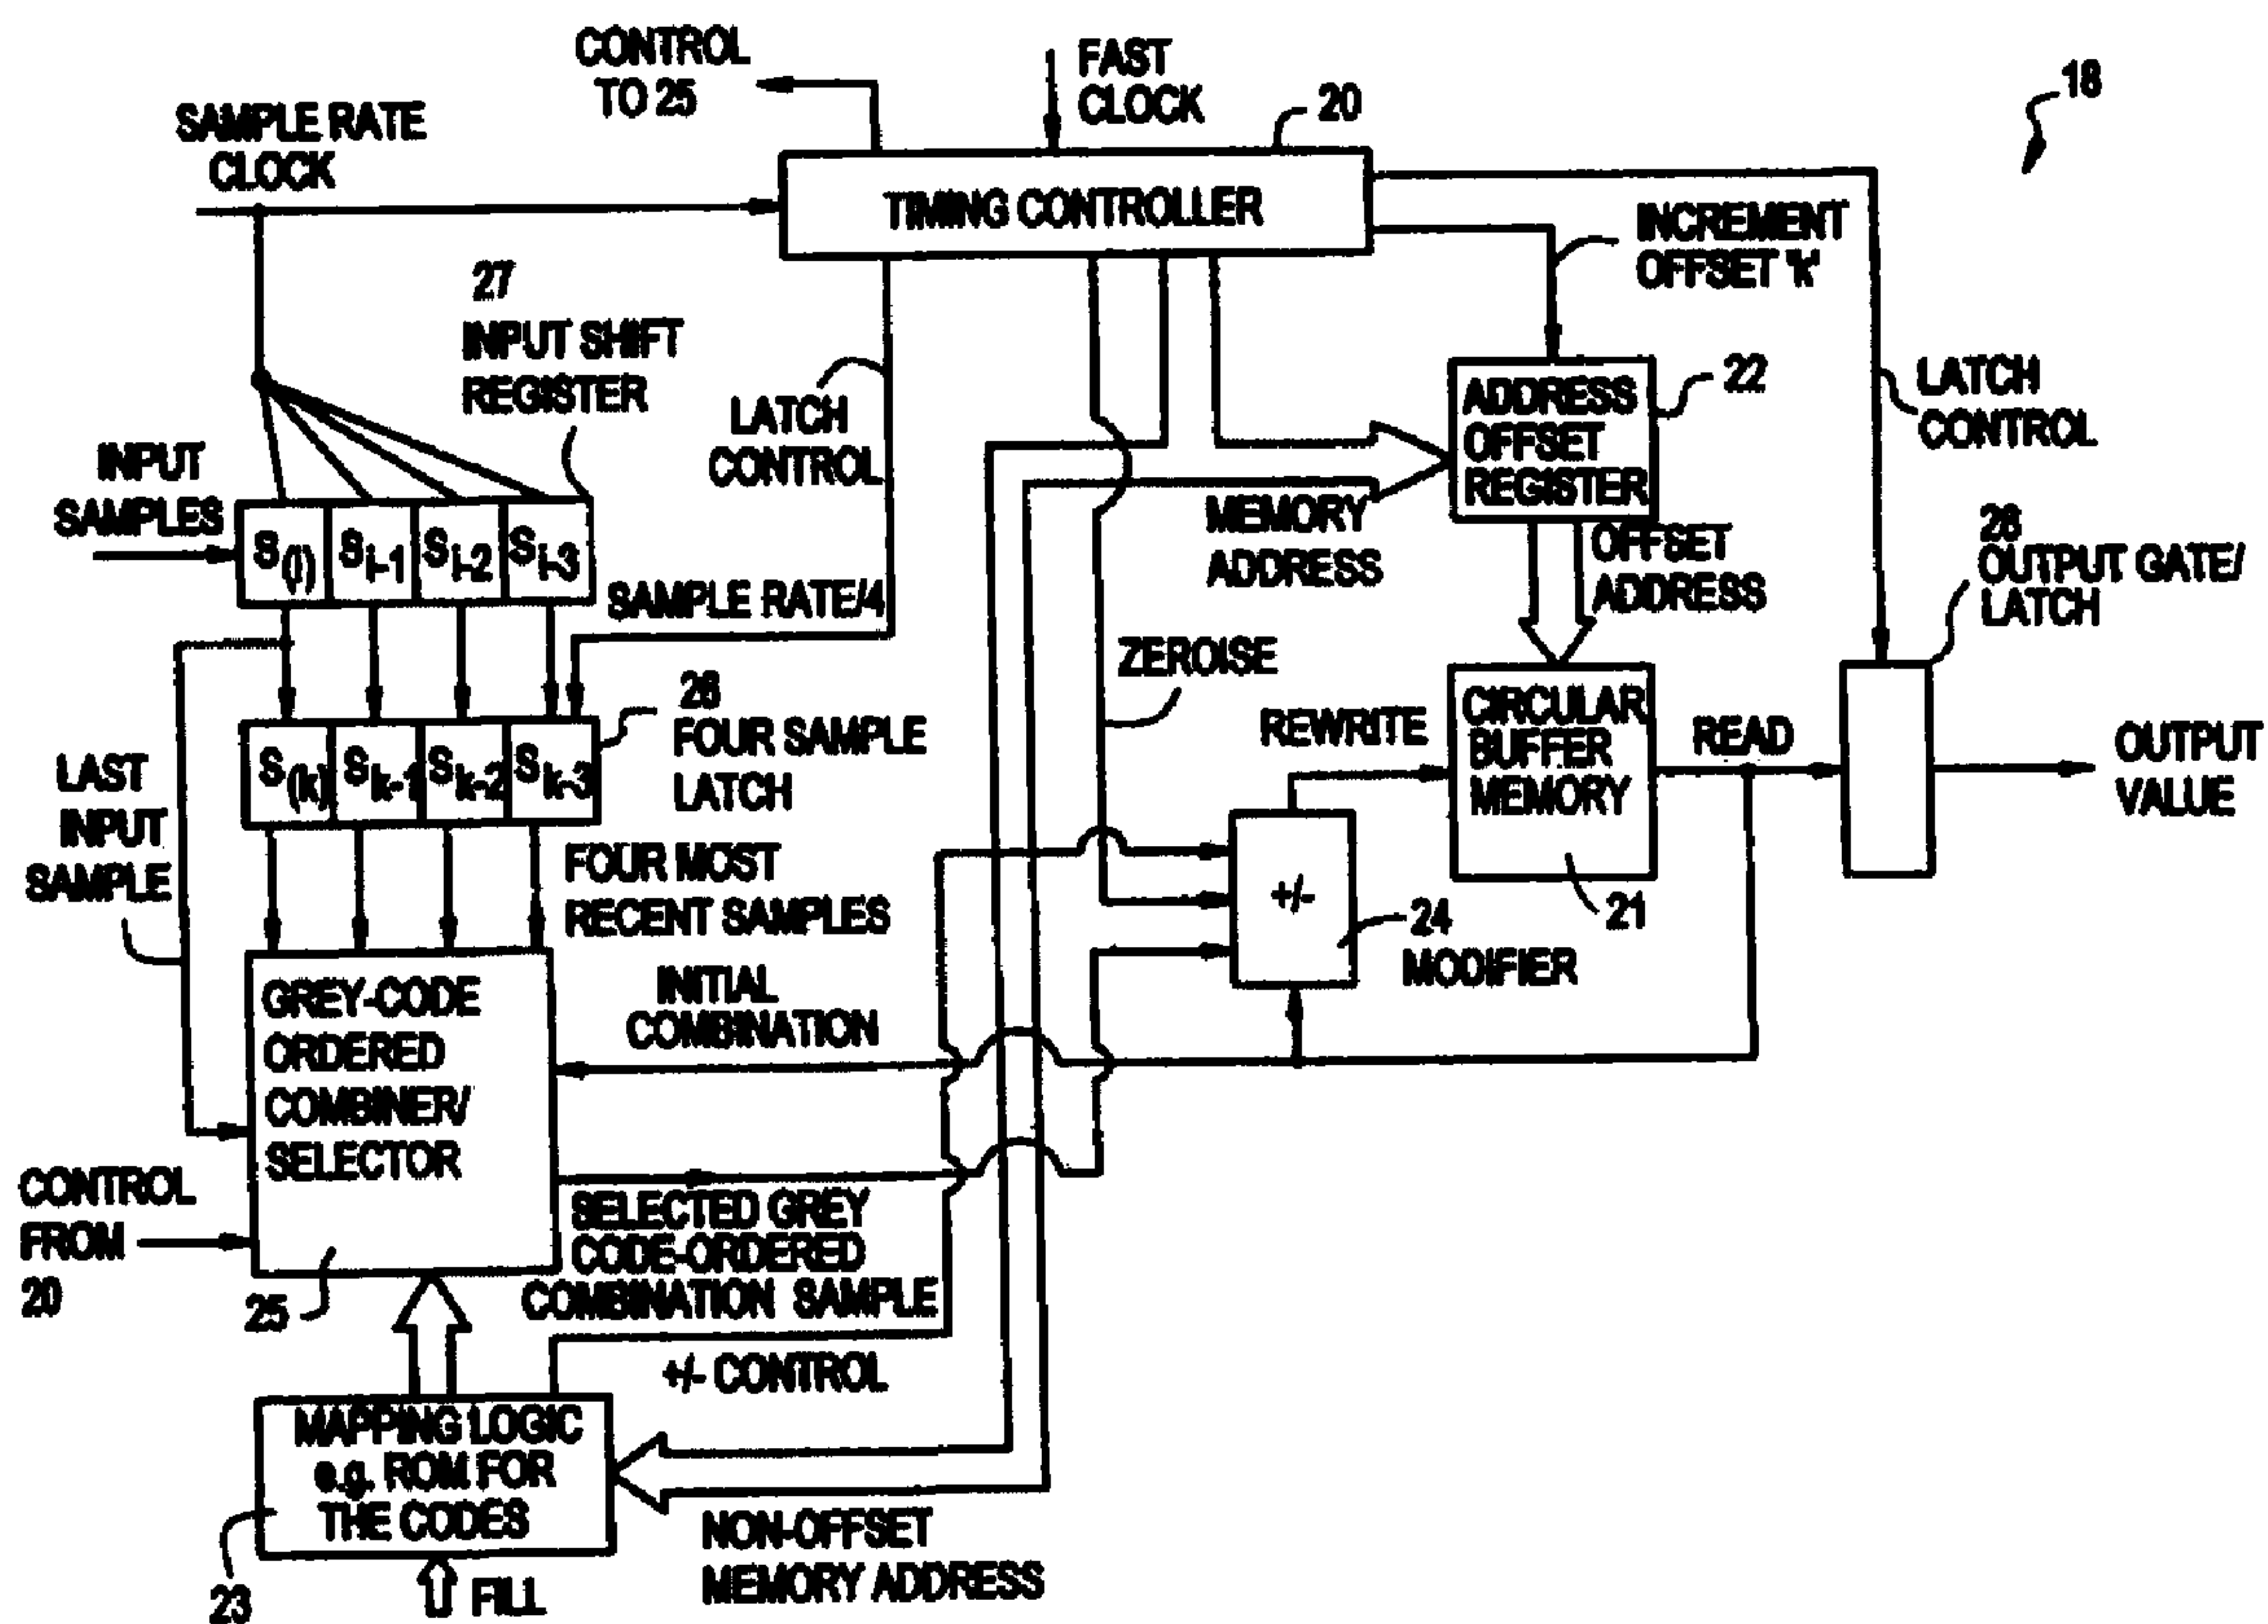 CONTROL
TO 25
FAST
CLOCK
20
18
SAMPLE RATE
CLOCK
TIMING CONTROLLER
INCREMENT
OFFSET 'k'
27
INPUT SHIFT
REGISTER
LATCH
CONTROL
ADDRESS
OFFSET
REGISTER
22
LATCH
CONTROL
INPUT
SAMPLES
S(i) Si-1 Si-2 Si-3
MEMORY
ADDRESS
OFFSET
ADDRESS
28
OUTPUT GATE/
LATCH
SAMPLE RATE/4
ZEROISE
26
FOUR SAMPLE
LATCH
S(k) Sk-1 Sk-2 Sk-3
LAST
INPUT
SAMPLE
REWRITE
CIRCULAR
BUFFER
MEMORY
READ
OUTPUT
VALUE
FOUR MOST
RECENT SAMPLES
+/-
24
MODIFIER
21
GREY-CODE
ORDERED
COMBINER/
SELECTOR
INITIAL
COMBINATION
CONTROL
FROM
20
25
SELECTED GREY
CODE-ORDERED
COMBINATION SAMPLE
+/- CONTROL
MAPPING LOGIC
e.g. ROM FOR
THE CODES
23
FILL
NON-OFFSET
MEMORY ADDRESS